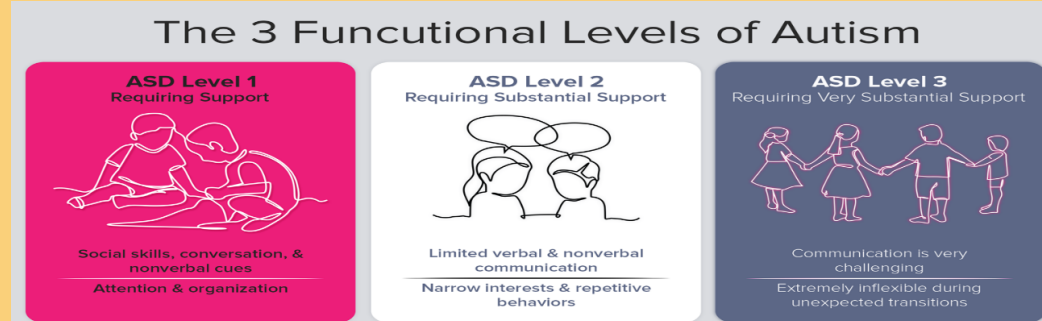 The 3 Funcutional Levels of Autism
ASD Level 1
Requiring Support
Social skills, conversation, &
nonverbal cues
Attention & organization
ASD Level 2
Requiring Substantial Support
Limited verbal & nonverbal
communication
Narrow interests & repetitive
behaviors
ASD Level 3
Requiring Very Substantial Support
Communication is very
challenging
Extremely inflexible during
unexpected transitions